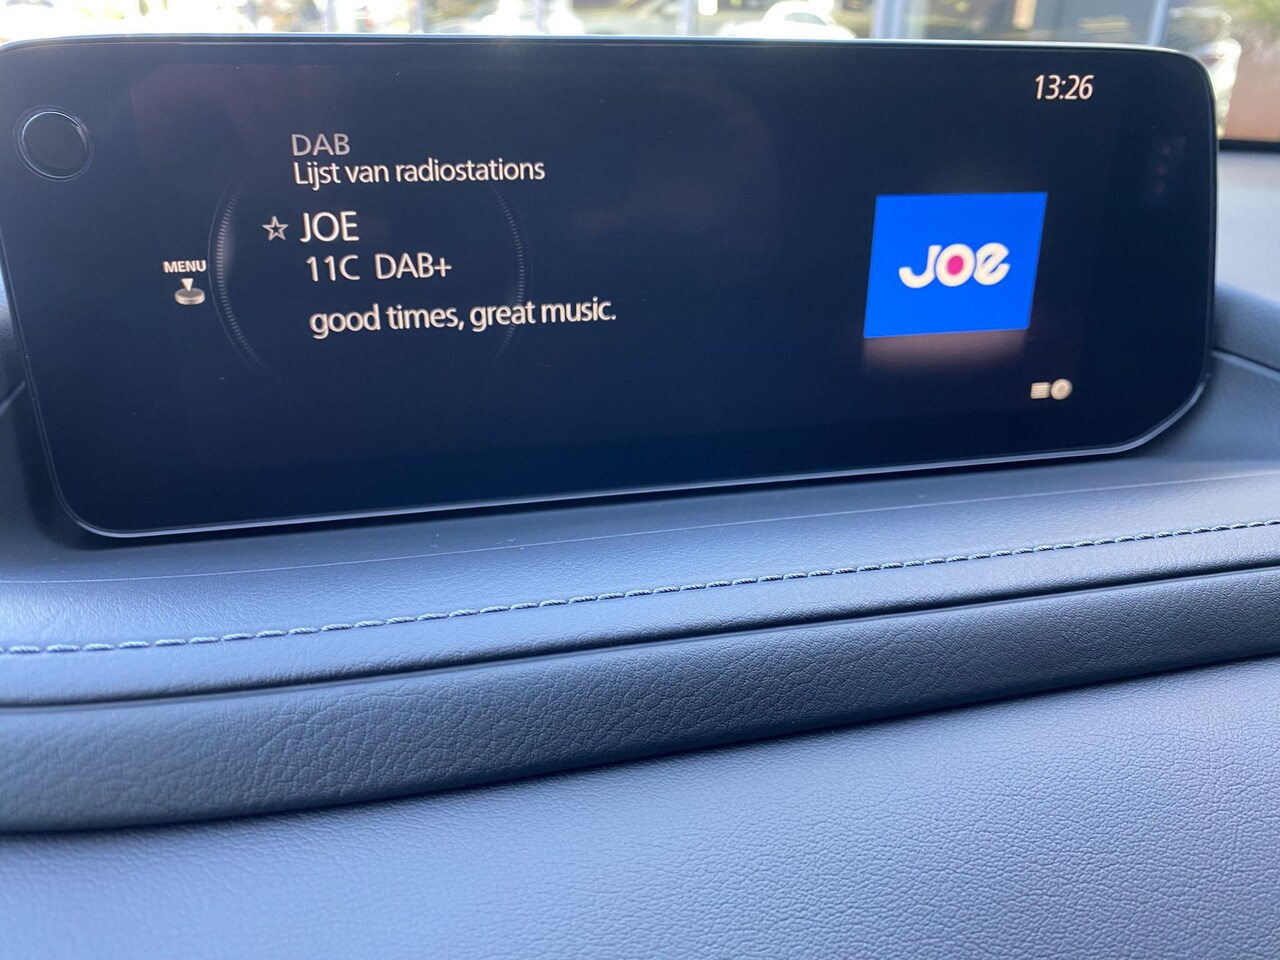 13:26
DAB
Lijst van radiostations
☆ JOE
11C DAB+
MENU
good times, great music.
JOe